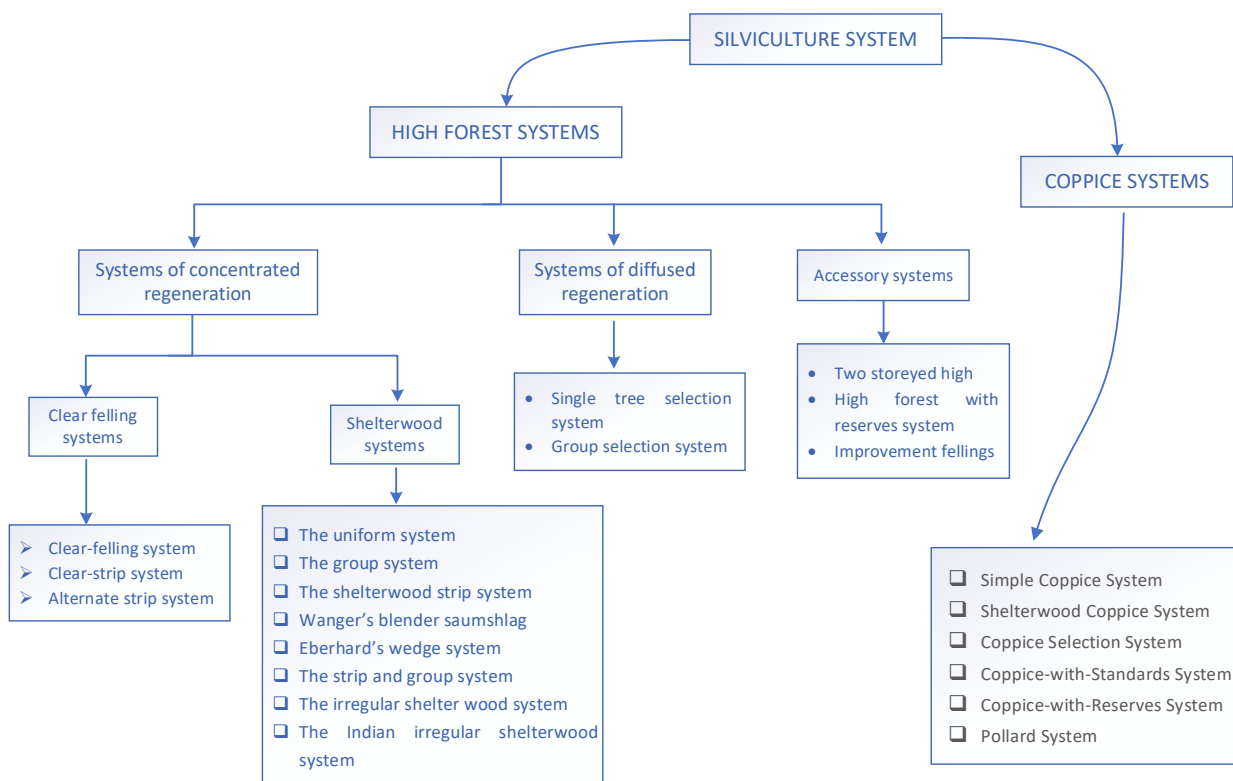 SILVICULTURE SYSTEM
HIGH FOREST SYSTEMS
COPPICE SYSTEMS
Systems of concentrated
regeneration
Systems of diffused
regeneration
Accessory systems
Clear felling
systems
Shelterwood
systems
• Single tree selection
system
• Group selection system
• Two storeyed high
• High forest with
reserves system
• Improvement fellings
➢ Clear-felling system
➢ Clear-strip system
➢ Alternate strip system
❑ The uniform system
❑ The group system
❑ The shelterwood strip system
❑ Wanger’s blender saumshlag
❑ Eberhard’s wedge system
❑ The strip and group system
❑ The irregular shelter wood system
❑ The Indian irregular shelterwood
system
❑ Simple Coppice System
❑ Shelterwood Coppice System
❑ Coppice Selection System
❑ Coppice-with-Standards System
❑ Coppice-with-Reserves System
❑ Pollard System